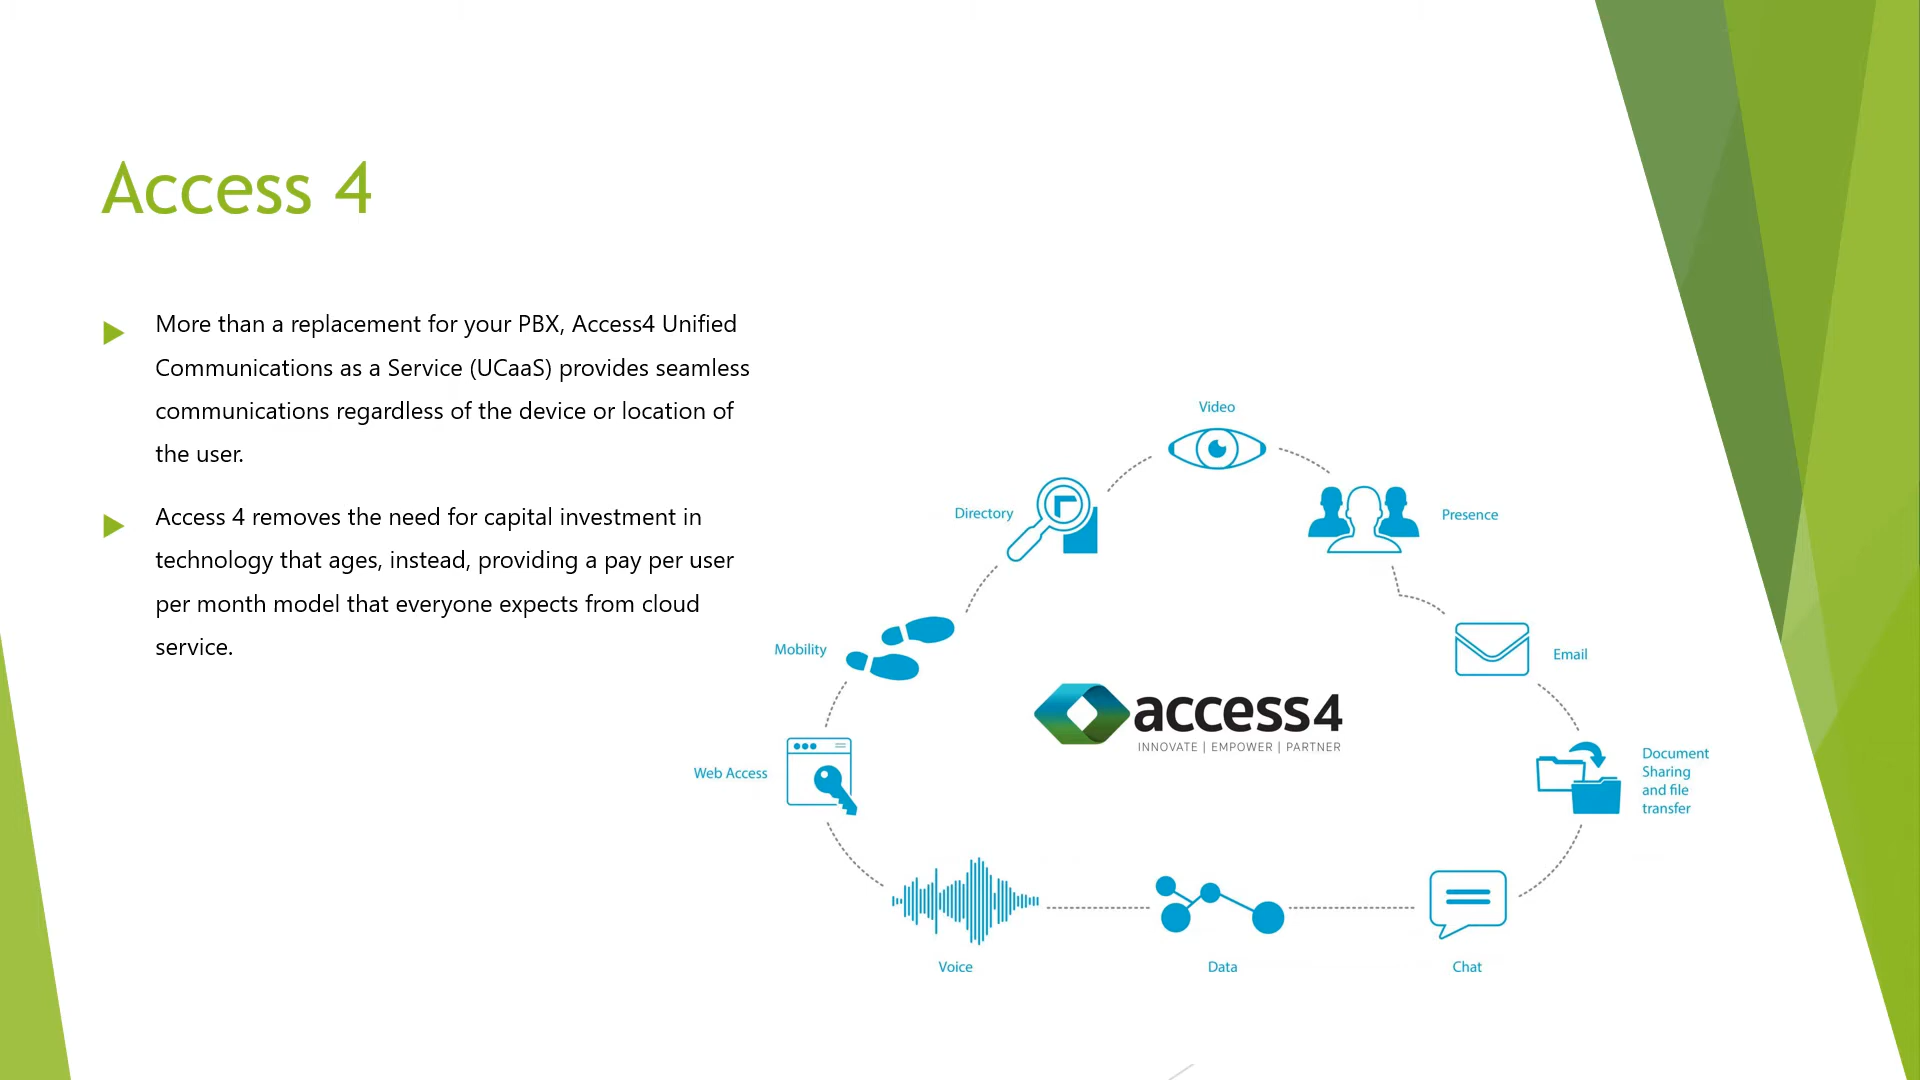 Access 4
More than a replacement for your PBX, Access4 Unified
Communications as a Service (UCaaS) provides seamless
communications regardless of the device or location of
the user.
Access 4 removes the need for capital investment in
technology that ages, instead, providing a pay per user
per month model that everyone expects from cloud
service.
Video
Directory
Presence
Mobility
Email
access4
INNOVATE | EMPOWER | PARTNER
Web Access
Document
Sharing
and file
transfer
Voice
Data
Chat